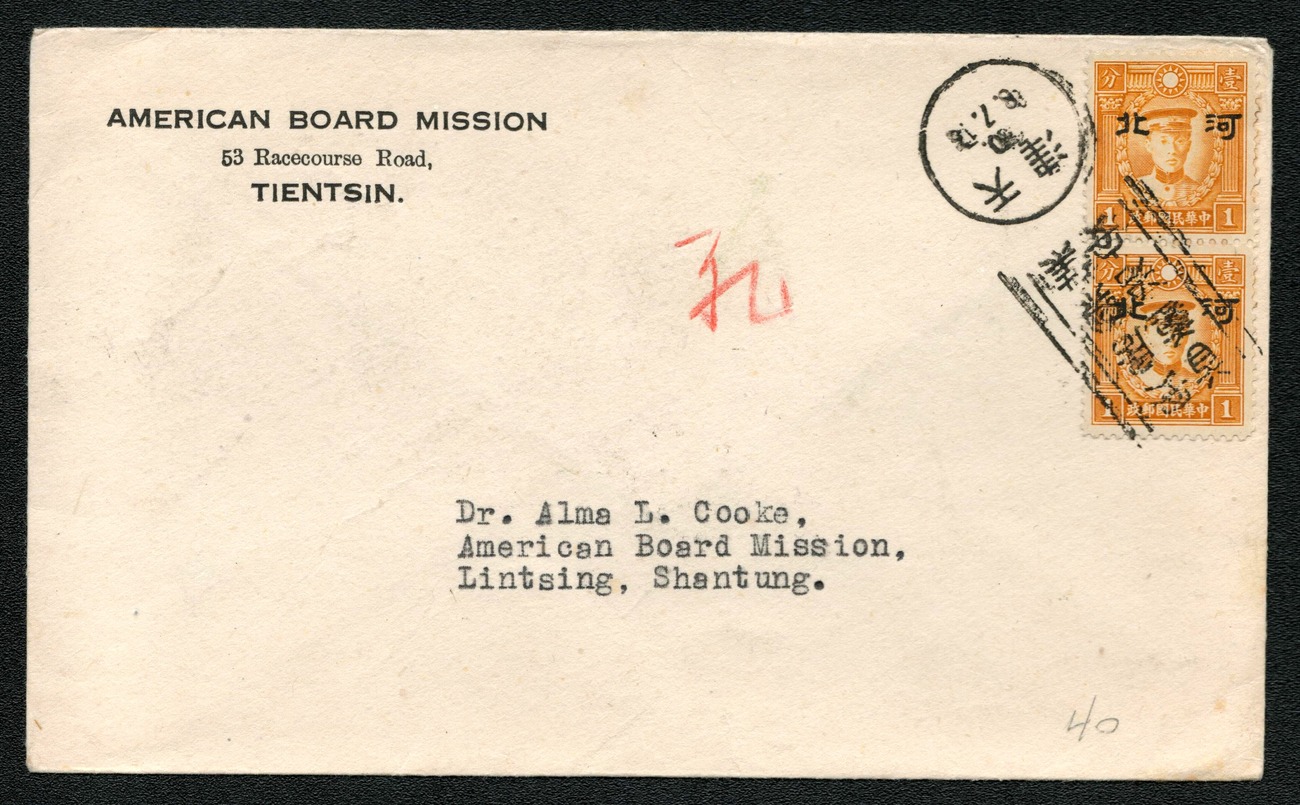 AMERICAN BOARD MISSION
53 Racecourse Road,
TIENTSIN.
分 壹
北 河
1 政郵國民華中 1
分 壹
北 河
1 政郵國民華中 1
孔
Dr. Alma L. Cooke,
American Board Mission,
Lintsing, Shantung.
40